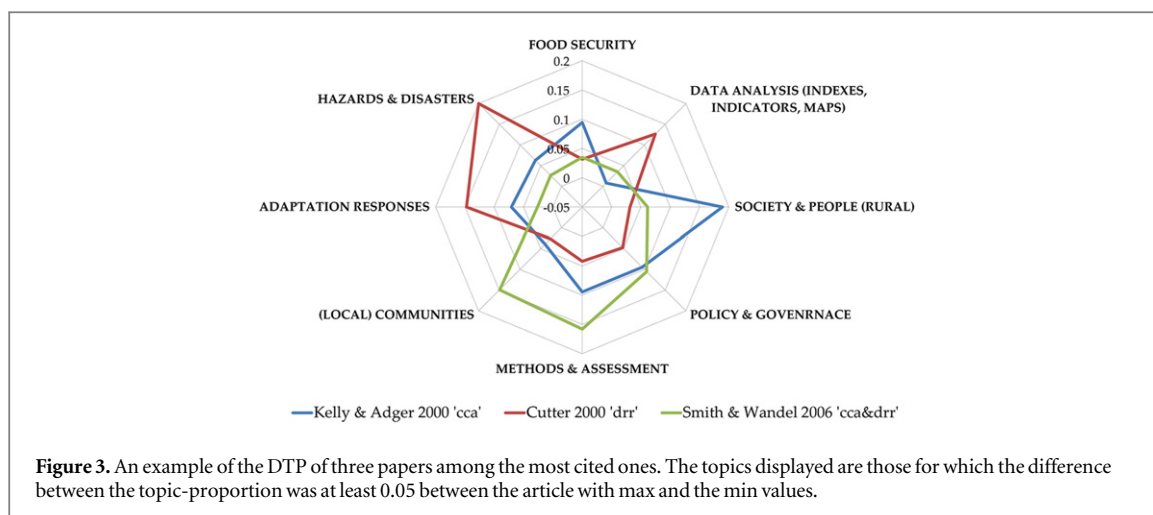 FOOD SECURITY
0.2
0.15
0.1
0.05
0
-0.05
DATA ANALYSIS (INDEXES,
INDICATORS, MAPS)
HAZARDS & DISASTERS
ADAPTATION RESPONSES
SOCIETY & PEOPLE (RURAL)
(LOCAL) COMMUNITIES
POLICY & GOVENRNACE
METHODS & ASSESSMENT
Kelly & Adger 2000 'cca'
Cutter 2000 'drr'
Smith & Wandel 2006 'cca&drr'
Figure 3. An example of the DTP of three papers among the most cited ones. The topics displayed are those for which the difference
between the topic-proportion was at least 0.05 between the article with max and the min values.